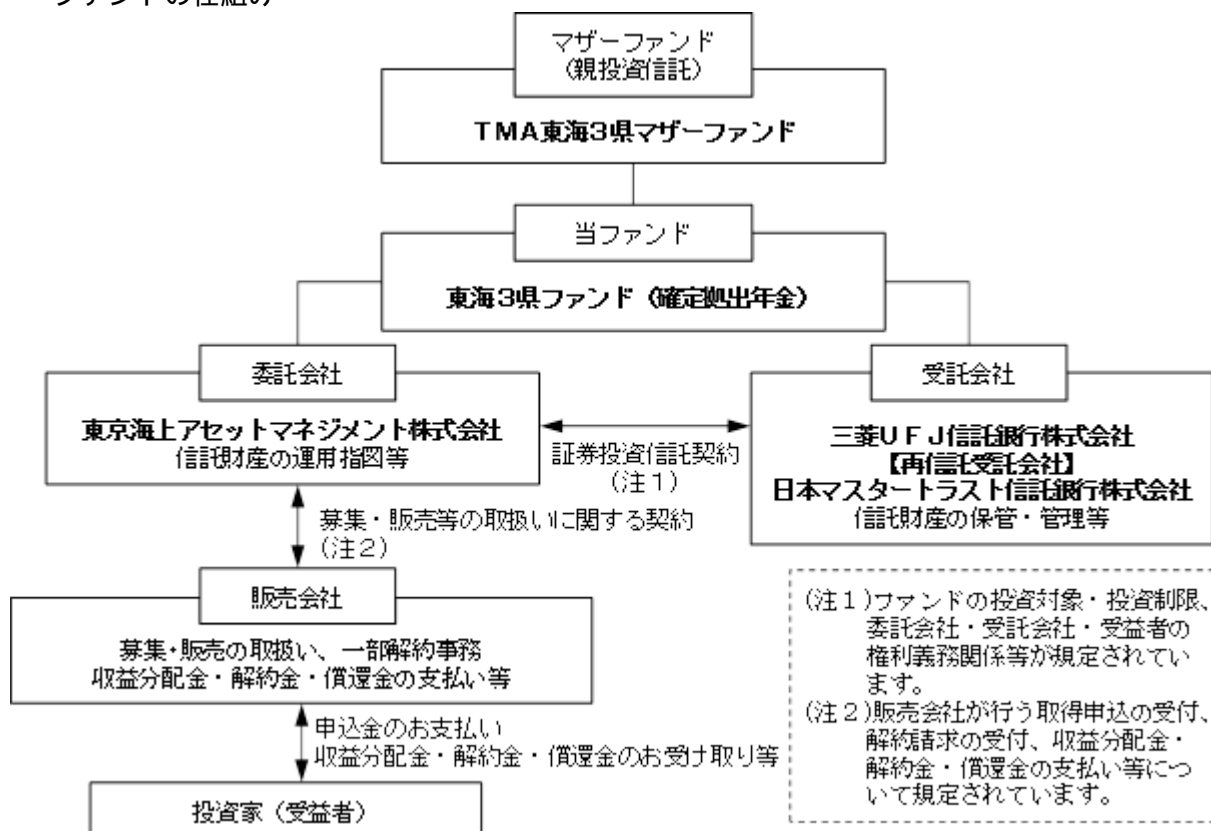 ファンドの仕組み
マザーファンド
(親投資信託)
TMA東海3県マザーファンド
当ファンド
東海3県ファンド(確定拠出年金)
委託会社
東京海上アセットマネジメント株式会社
信託財産の運用指図等
証券投資信託契約
(注1)
受託会社
三菱UFJ信託銀行株式会社
【再信託受託会社】
日本マスタートラスト信託銀行株式会社
信託財産の保管・管理等
募集・販売等の取扱いに関する契約
(注2)
販売会社
募集・販売の取扱い、一部解約事務
収益分配金・解約金・償還金の支払い等
申込金のお支払い
収益分配金・解約金・償還金のお受け取り等
投資家(受益者)
(注1)ファンドの投資対象・投資制限、
委託会社・受託会社・受益者の
権利義務関係等が規定されてい
ます。
(注2)販売会社が行う取得申込の受付、
解約請求の受付、収益分配金・
解約金・償還金の支払い等につ
いて規定されています。